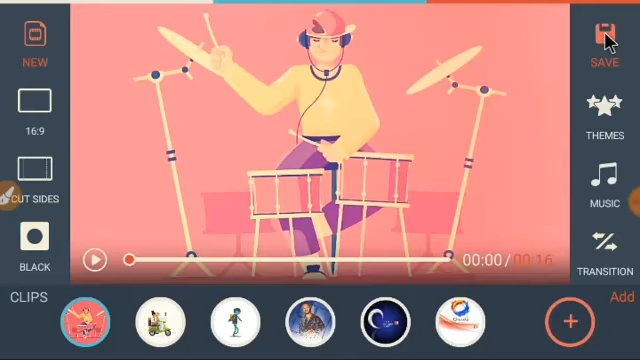 NEW
SAVE
16:9
THEMES
CUT SIDES
MUSIC
BLACK
00:00/00:16
TRANSITION
CLIPS
Add